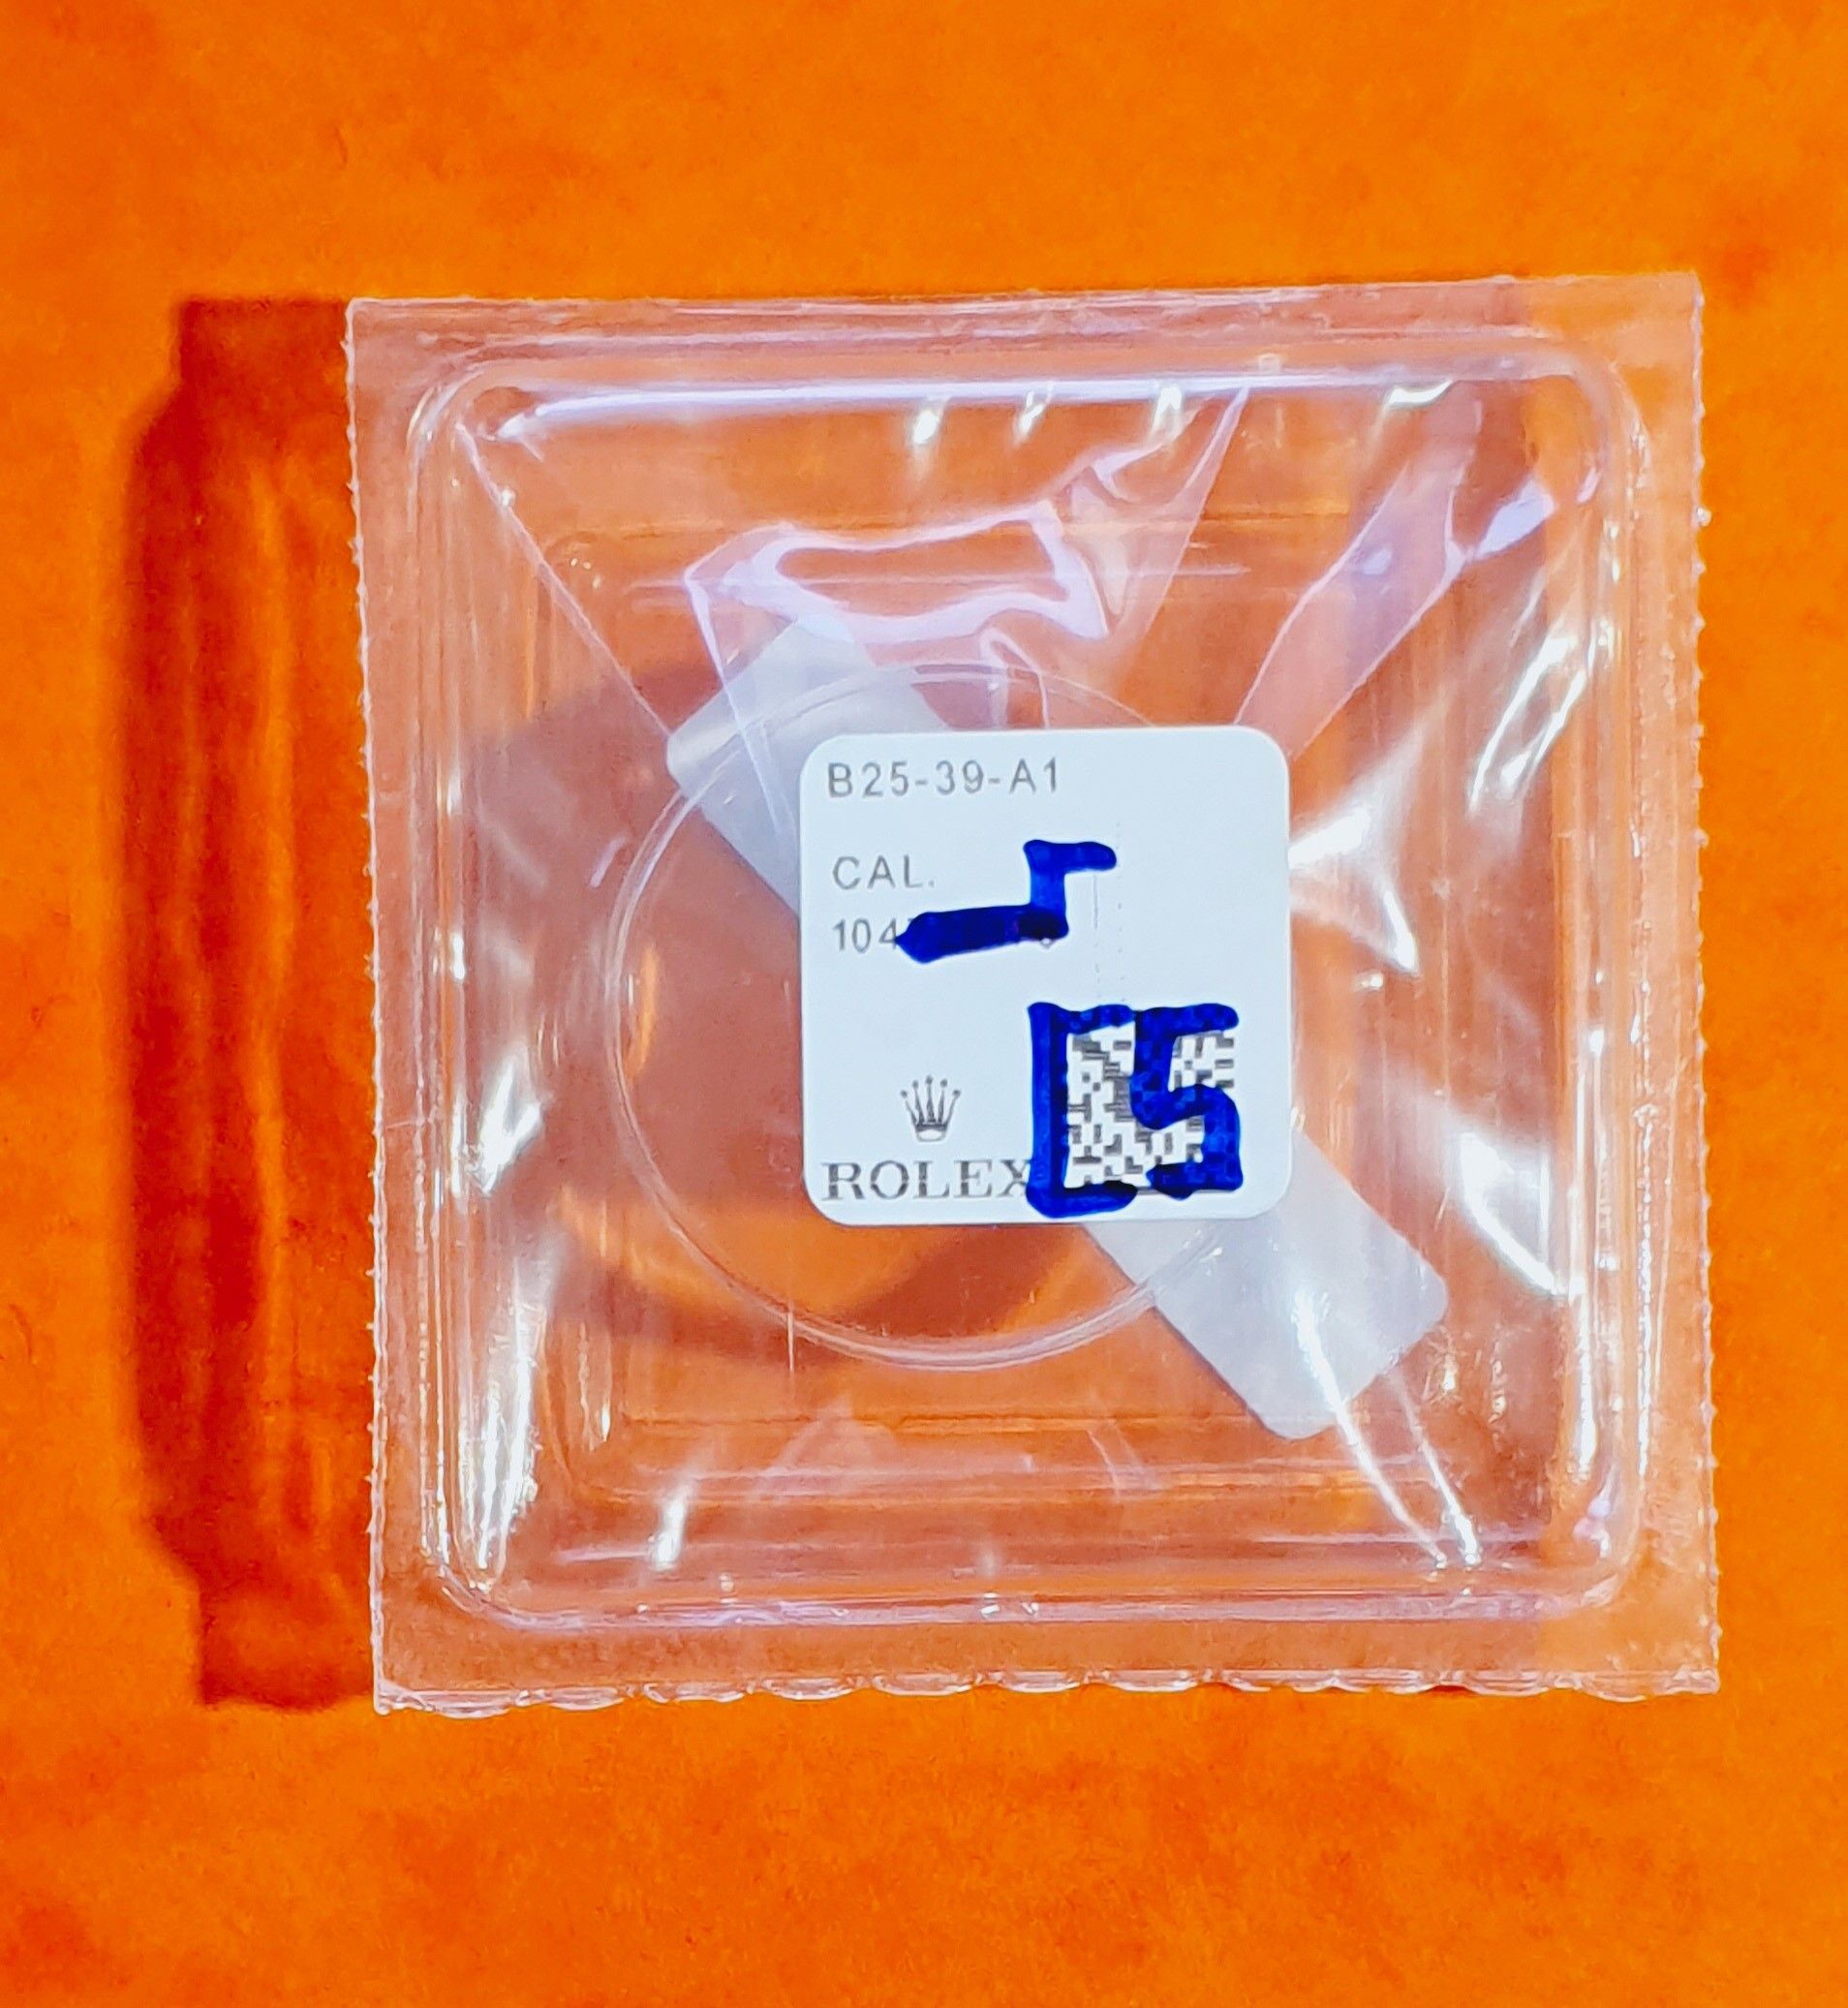 B25-39-A1
CAL.
104
ROLEX